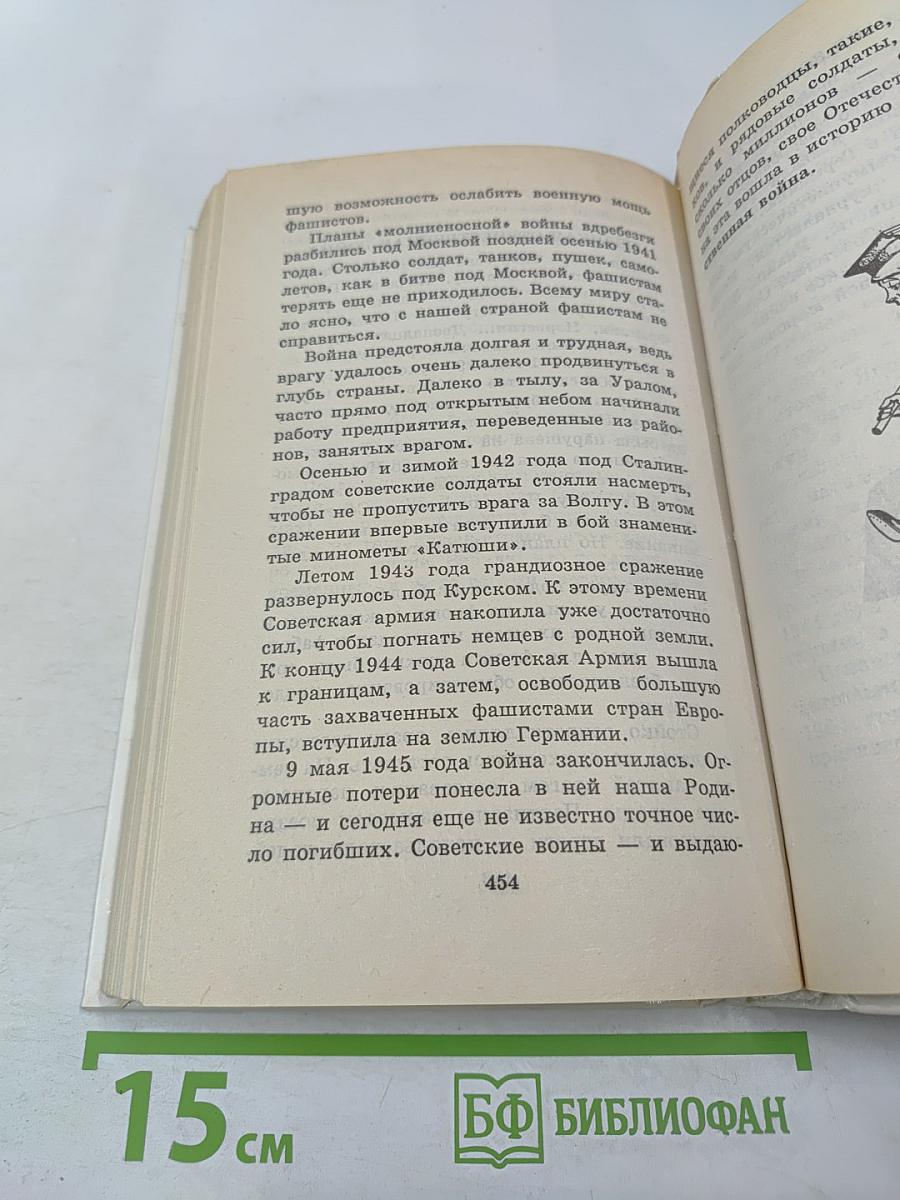 шую возможность ослабить военную мощь
фашистов.
Планы «молниеносной» войны вдребезги
разбились под Москвой поздней осенью 1941
года. Столько солдат, танков, пушек, само-
летов, как в битве под Москвой, фашистам
терять еще не приходилось. Всему миру ста-
ло ясно, что с нашей страной фашистам не
справиться.
Война предстояла долгая и трудная, ведь
врагу удалось очень далеко продвинуться в
глубь страны. Далеко в тылу, за Уралом,
часто прямо под открытым небом начинали
работу предприятия, переведенные из райо-
нов, занятых врагом.
Осенью и зимой 1942 года под Сталин-
градом советские солдаты стояли насмерть,
чтобы не пропустить врага за Волгу. В этом
сражении впервые вступили в бой знамени-
тые минометы «Катюши».
Летом 1943 года грандиозное сражение
развернулось под Курском. К этому времени
Советская армия накопила уже достаточно
сил, чтобы погнать немцев с родной земли.
К концу 1944 года Советская Армия вышла
к границам, а затем, освободив большую
часть захваченных фашистами стран Евро-
пы, вступила на землю Германии.
9 мая 1945 года война закончилась. Ог-
ромные потери понесла в ней наша Роди-
на — и сегодня еще не известно точное чис-
ло погибших. Советские воины — и выдаю-
454
щиеся полководцы, такие,
ков, и рядовые солдаты,
сколько миллионов —
своих отцов, свое Отечест
на эта вошла в историю
ственная война.
15 см
БФ БИБЛИОФАН